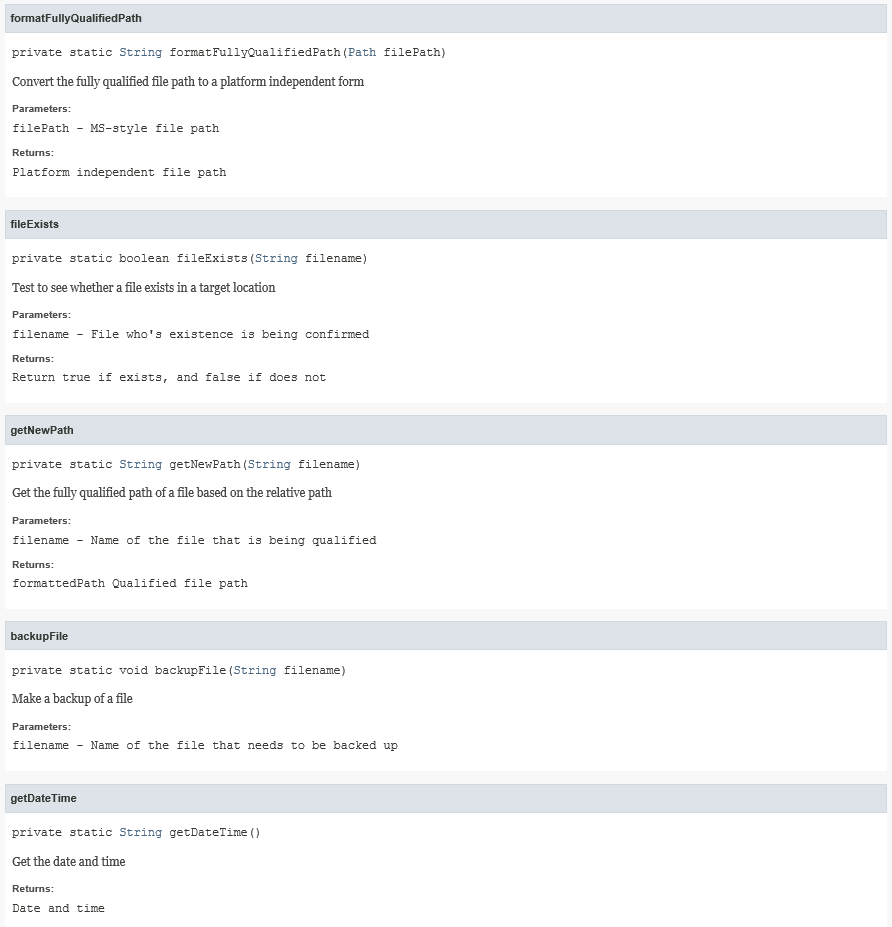 formatFullyQualifiedPath
private static String formatFullyQualifiedPath(Path filePath)
Convert the fully qualified file path to a platform independent form
Parameters:
filePath - MS-style file path
Returns:
Platform independent file path
fileExists
private static boolean fileExists(String filename)
Test to see whether a file exists in a target location
Parameters:
filename - File who's existence is being confirmed
Returns:
Return true if exists, and false if does not
getNewPath
private static String getNewPath(String filename)
Get the fully qualified path of a file based on the relative path
Parameters:
filename - Name of the file that is being qualified
Returns:
formattedPath Qualified file path
backupFile
private static void backupFile(String filename)
Make a backup of a file
Parameters:
filename - Name of the file that needs to be backed up
getDateTime
private static String getDateTime()
Get the date and time
Returns:
Date and time